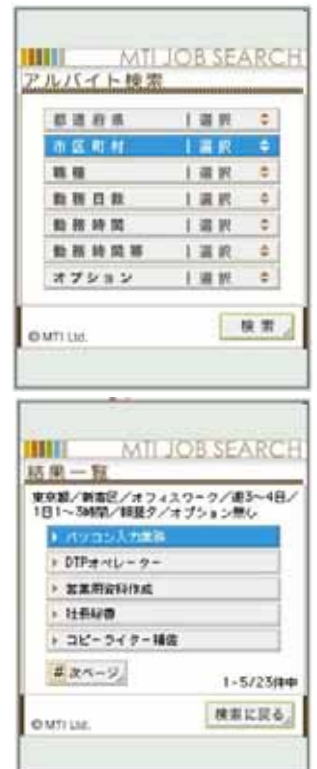 MTI JOB SEARCH
アルバイト検索
都道府県 | 選択
市区町村 | 選択
職種 | 選択
勤務日数 | 選択
勤務時間 | 選択
勤務時間帯 | 選択
オプション | 選択
検索
© MTI Ltd.
MTI JOB SEARCH
結果一覧
東京都/新宿区/オフィスワーク/週3〜4日/
1日1〜3時間/朝昼夕/オプション無し
パソコン入力業務
DTPオペレーター
営業用資料作成
社長秘書
コピーライター補佐
# 次ページ
1-5/23件中
検索に戻る
© MTI Ltd.